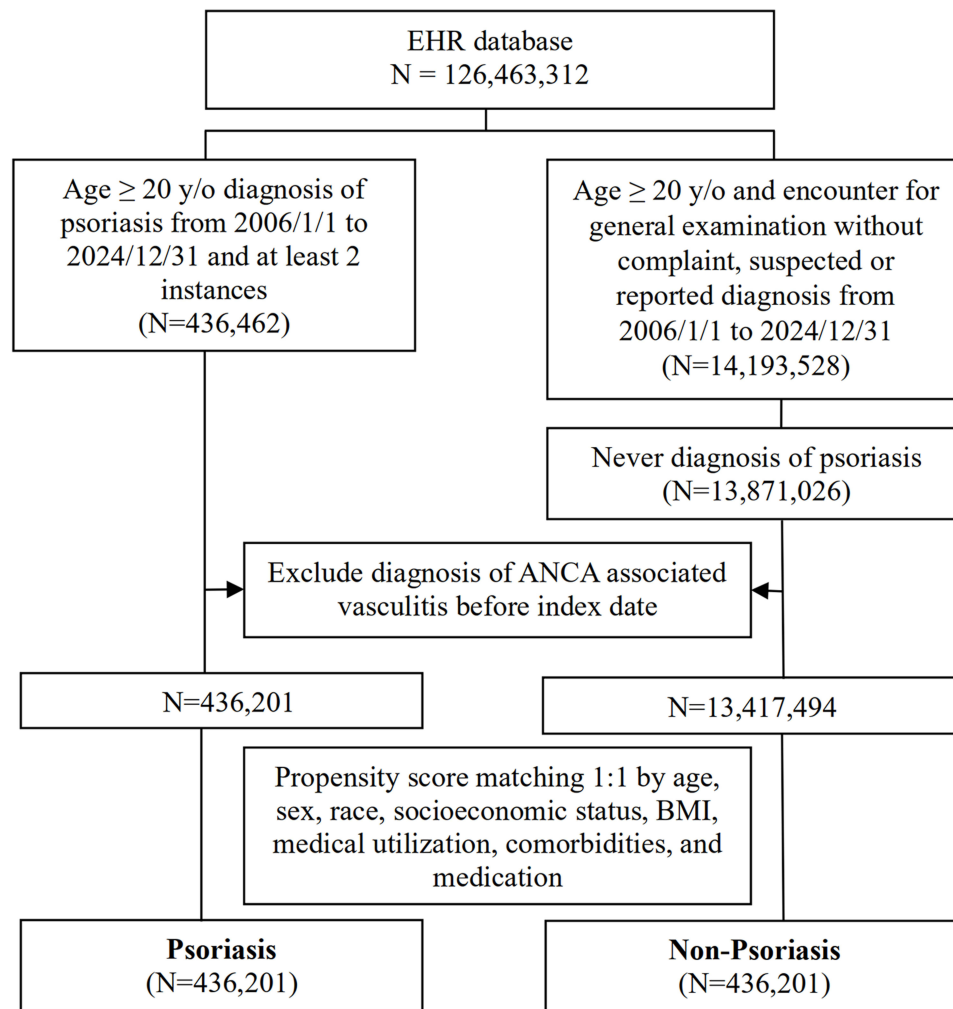 EHR database
N = 126,463,312
Age ≥ 20 y/o diagnosis of
psoriasis from 2006/1/1 to
2024/12/31 and at least 2
instances
(N=436,462)
Age ≥ 20 y/o and encounter for
general examination without
complaint, suspected or
reported diagnosis from
2006/1/1 to 2024/12/31
(N=14,193,528)
Never diagnosis of psoriasis
(N=13,871,026)
Exclude diagnosis of ANCA associated
vasculitis before index date
N=436,201
N=13,417,494
Propensity score matching 1:1 by age,
sex, race, socioeconomic status, BMI,
medical utilization, comorbidities, and
medication
Psoriasis
(N=436,201)
Non-Psoriasis
(N=436,201)